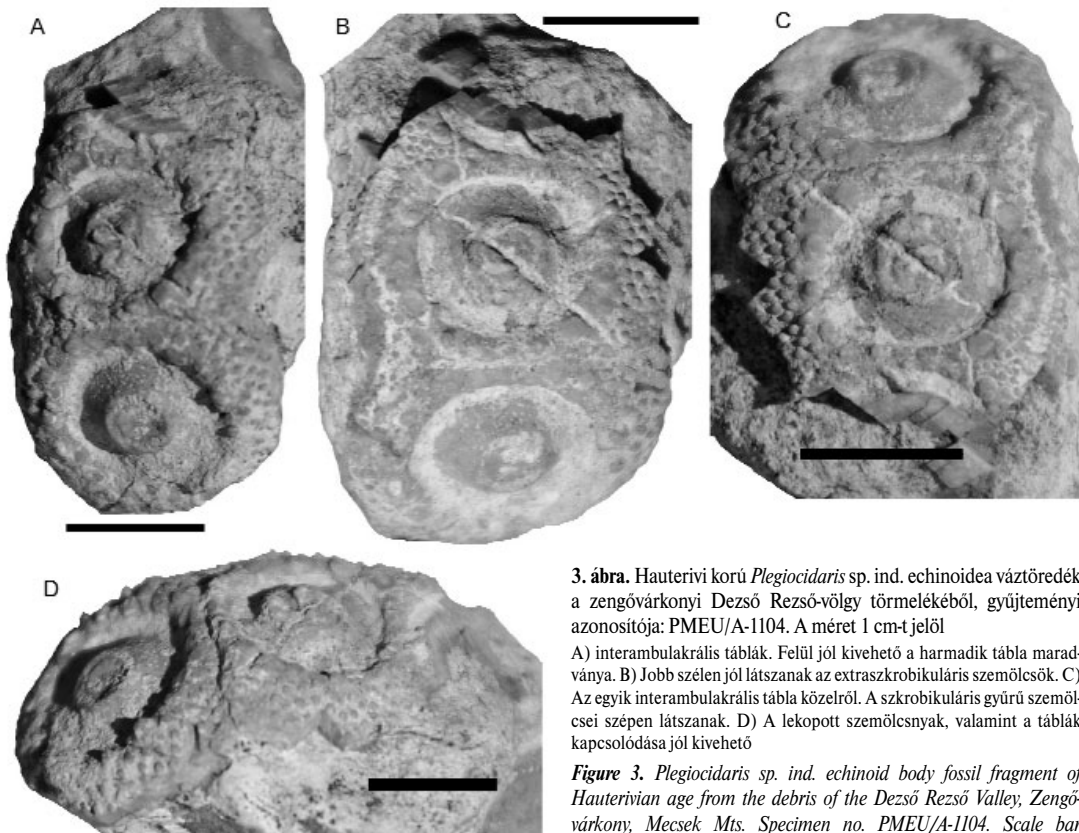 A
B
C
D
3. ábra. Hauterivi korú Plegiocidaris sp. ind. echinoidea váztöredék
a zengővárkonyi Dezső Rezső-völgy törmelékéből, gyűjteményi
azonosítója: PMEU/A-1104. A méret 1 cm-t jelöl
A) interambulakrális táblák. Felül jól kivehető a harmadik tábla marad-
ványa. B) Jobb szélen jól látszanak az extraszkrobikuláris szemölcsök. C)
Az egyik interambulakrális tábla közelről. A szkrobikuláris gyűrű szemöl-
csei szépen látszanak. D) A lekopott szemölcsnyak, valamint a táblák
kapcsolódása jól kivehető
Figure 3. Plegiocidaris sp. ind. echinoid body fossil fragment of
Hauterivian age from the debris of the Dezső Rezső Valley, Zengő-
várkony, Mecsek Mts. Specimen no. PMEU/A-1104. Scale bar